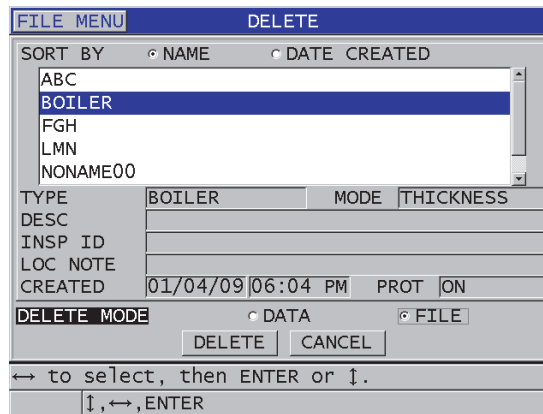 FILE MENU DELETE
SORT BY NAME DATE CREATED
ABC
BOILER
FGH
LMN
NONAME00
TYPE BOILER MODE THICKNESS
DESC
INSP ID
LOC NOTE
CREATED 01/04/09 06:04 PM PROT ON
DELETE MODE DATA FILE
DELETE CANCEL
↔ to select, then ENTER or ↕.
↕,↔,ENTER